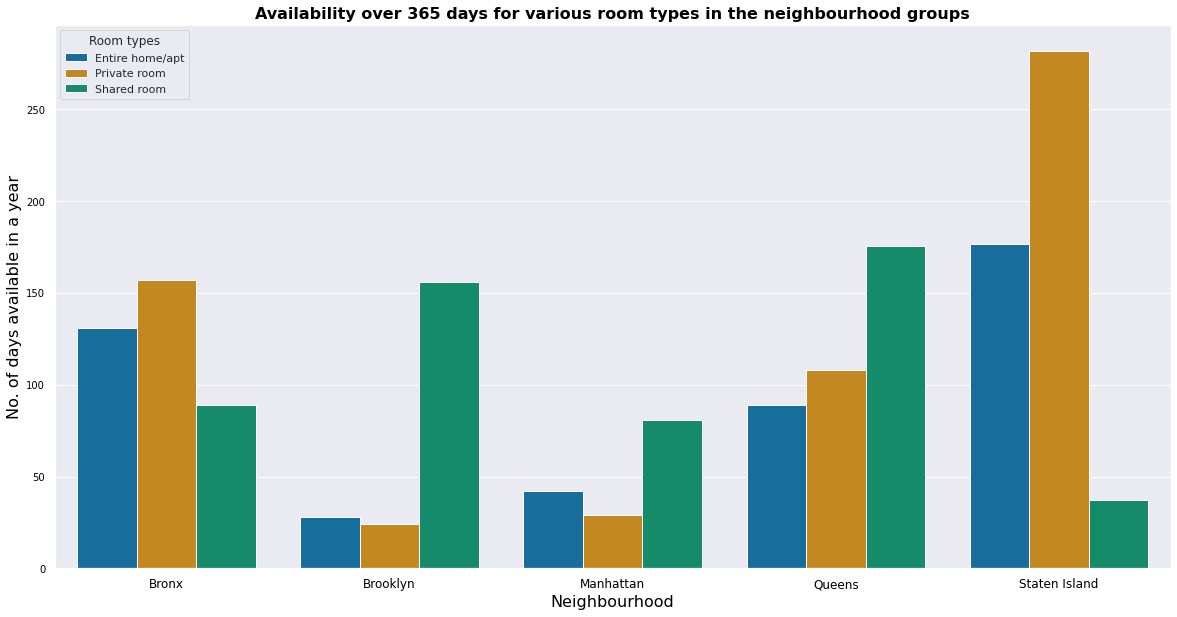 Availability over 365 days for various room types in the neighbourhood groups
Room types
Entire home/apt
Private room
Shared room
No. of days available in a year
250
200
150
100
50
0
Bronx
Brooklyn
Manhattan
Queens
Staten Island
Neighbourhood